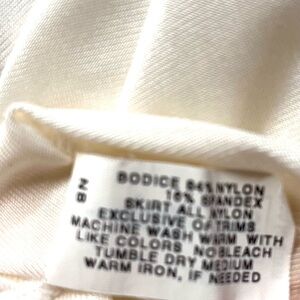 BODICE 84% NYLON
16% SPANDEX
SKIRT ALL NYLON
EXCLUSIVE OF TRIMS
MACHINE WASH WARM WITH
LIKE COLORS NO BLEACH
TUMBLE DRY MEDIUM
WARM IRON, IF NEEDED